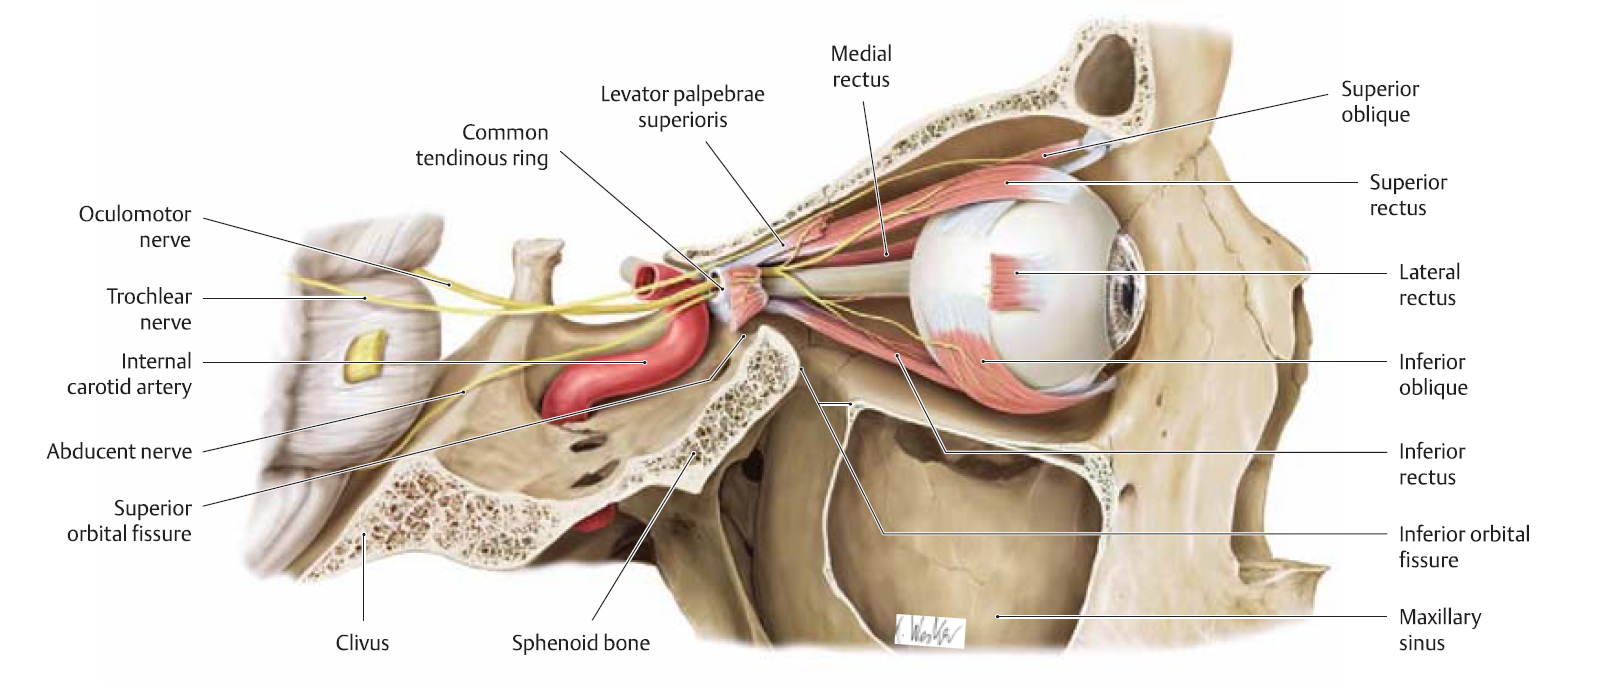 Medial
rectus
Levator palpebrae
superioris
Common
tendinous ring
Superior
oblique
Superior
rectus
Oculomotor
nerve
Trochlear
nerve
Internal
carotid artery
Abducent nerve
Superior
orbital fissure
Lateral
rectus
Inferior
oblique
Inferior
rectus
Inferior orbital
fissure
Maxillary
sinus
Clivus
Sphenoid bone